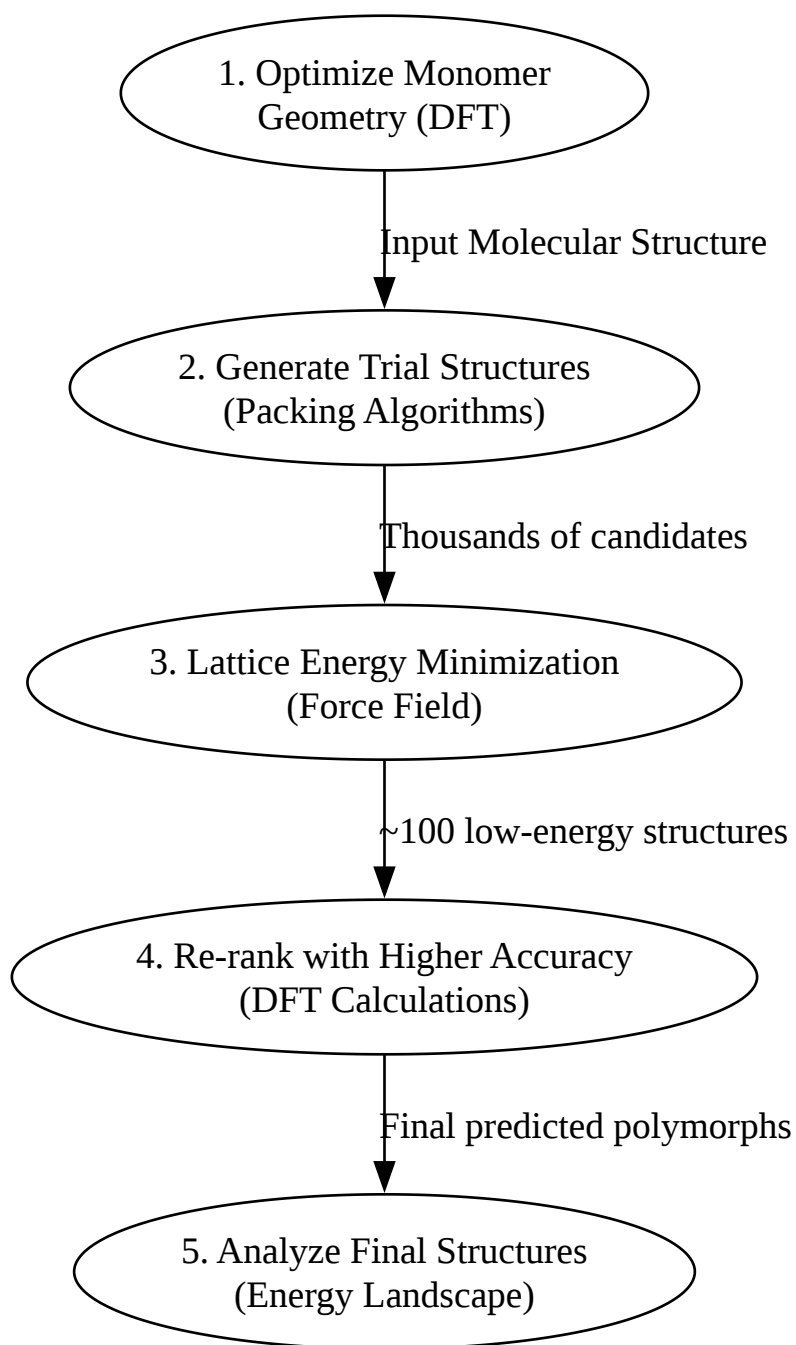 1. Optimize Monomer
Geometry (DFT)
Input Molecular Structure
2. Generate Trial Structures
(Packing Algorithms)
Thousands of candidates
3. Lattice Energy Minimization
(Force Field)
~100 low-energy structures
4. Re-rank with Higher Accuracy
(DFT Calculations)
Final predicted polymorphs
5. Analyze Final Structures
(Energy Landscape)